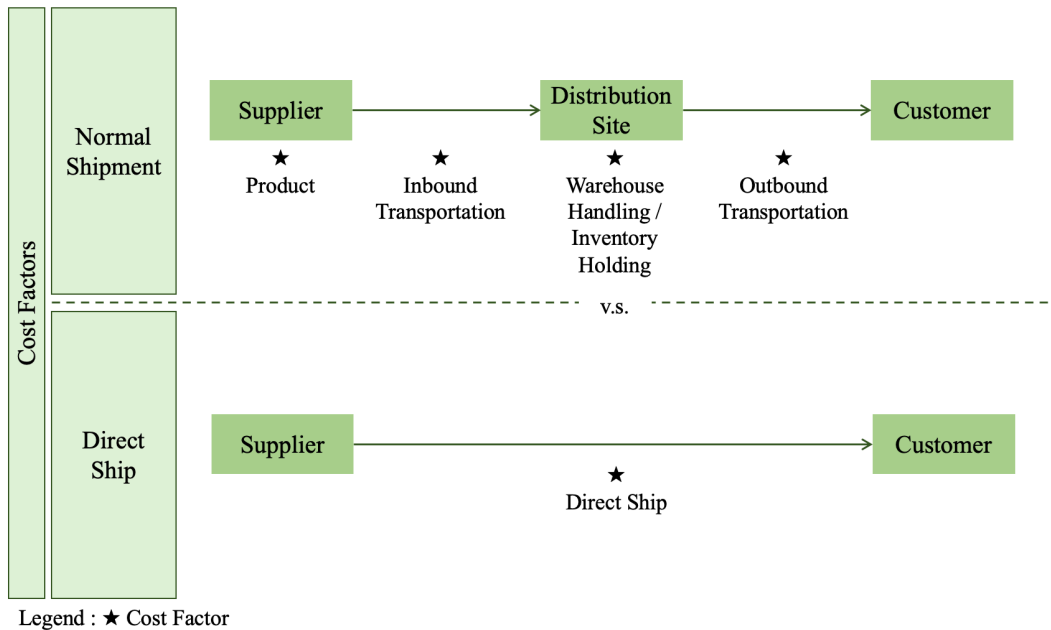 Cost Factors
Normal
Shipment
Supplier
Distribution
Site
Customer
★
Product
★
Inbound
Transportation
★
Warehouse
Handling /
Inventory
Holding
★
Outbound
Transportation
v.s.
Direct
Ship
Supplier
Customer
★
Direct Ship
Legend : ★ Cost Factor